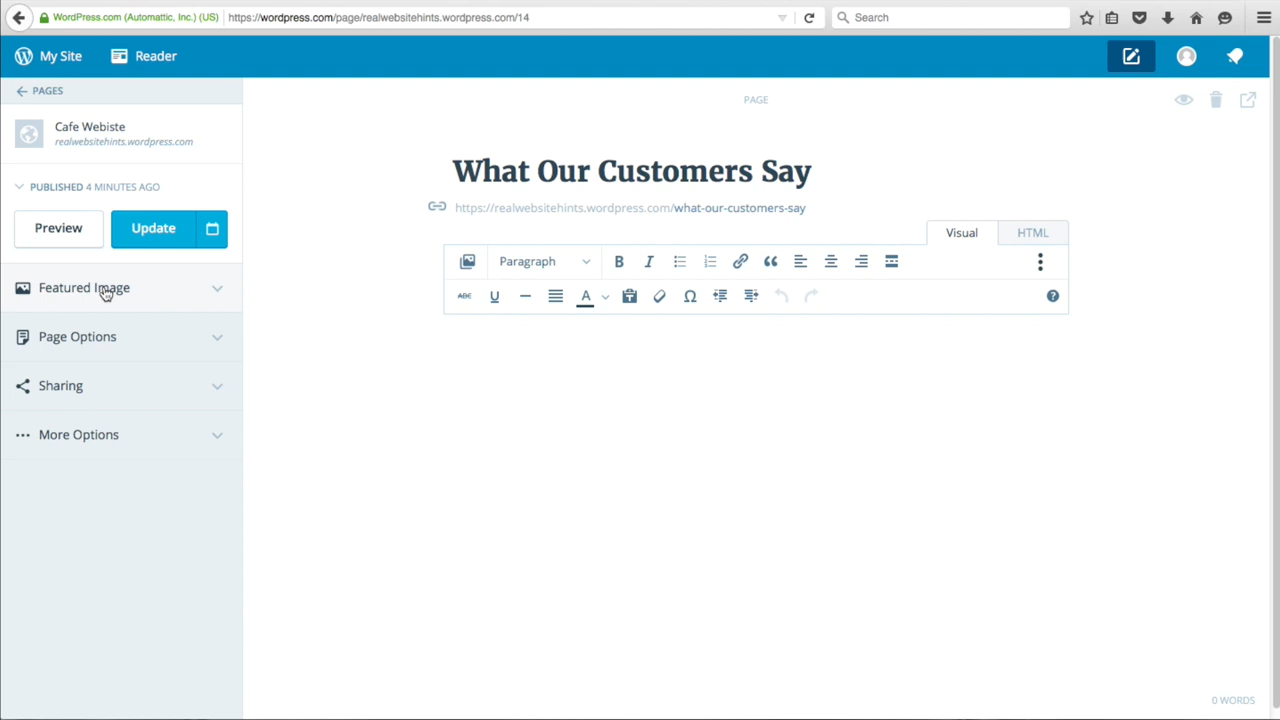 WordPress.com (Automattic, Inc.) (US)
https://wordpress.com/page/realwebsitehints.wordpress.com/14
Search
My Site
Reader
PAGES
PAGE
Cafe Webiste
realwebsitehints.wordpress.com
What Our Customers Say
PUBLISHED 4 MINUTES AGO
https://realwebsitehints.wordpress.com/what-our-customers-say
Preview
Update
Visual
HTML
Paragraph
B
I
ABC
U
A
Ω
?
Featured Image
Page Options
Sharing
More Options
0 WORDS